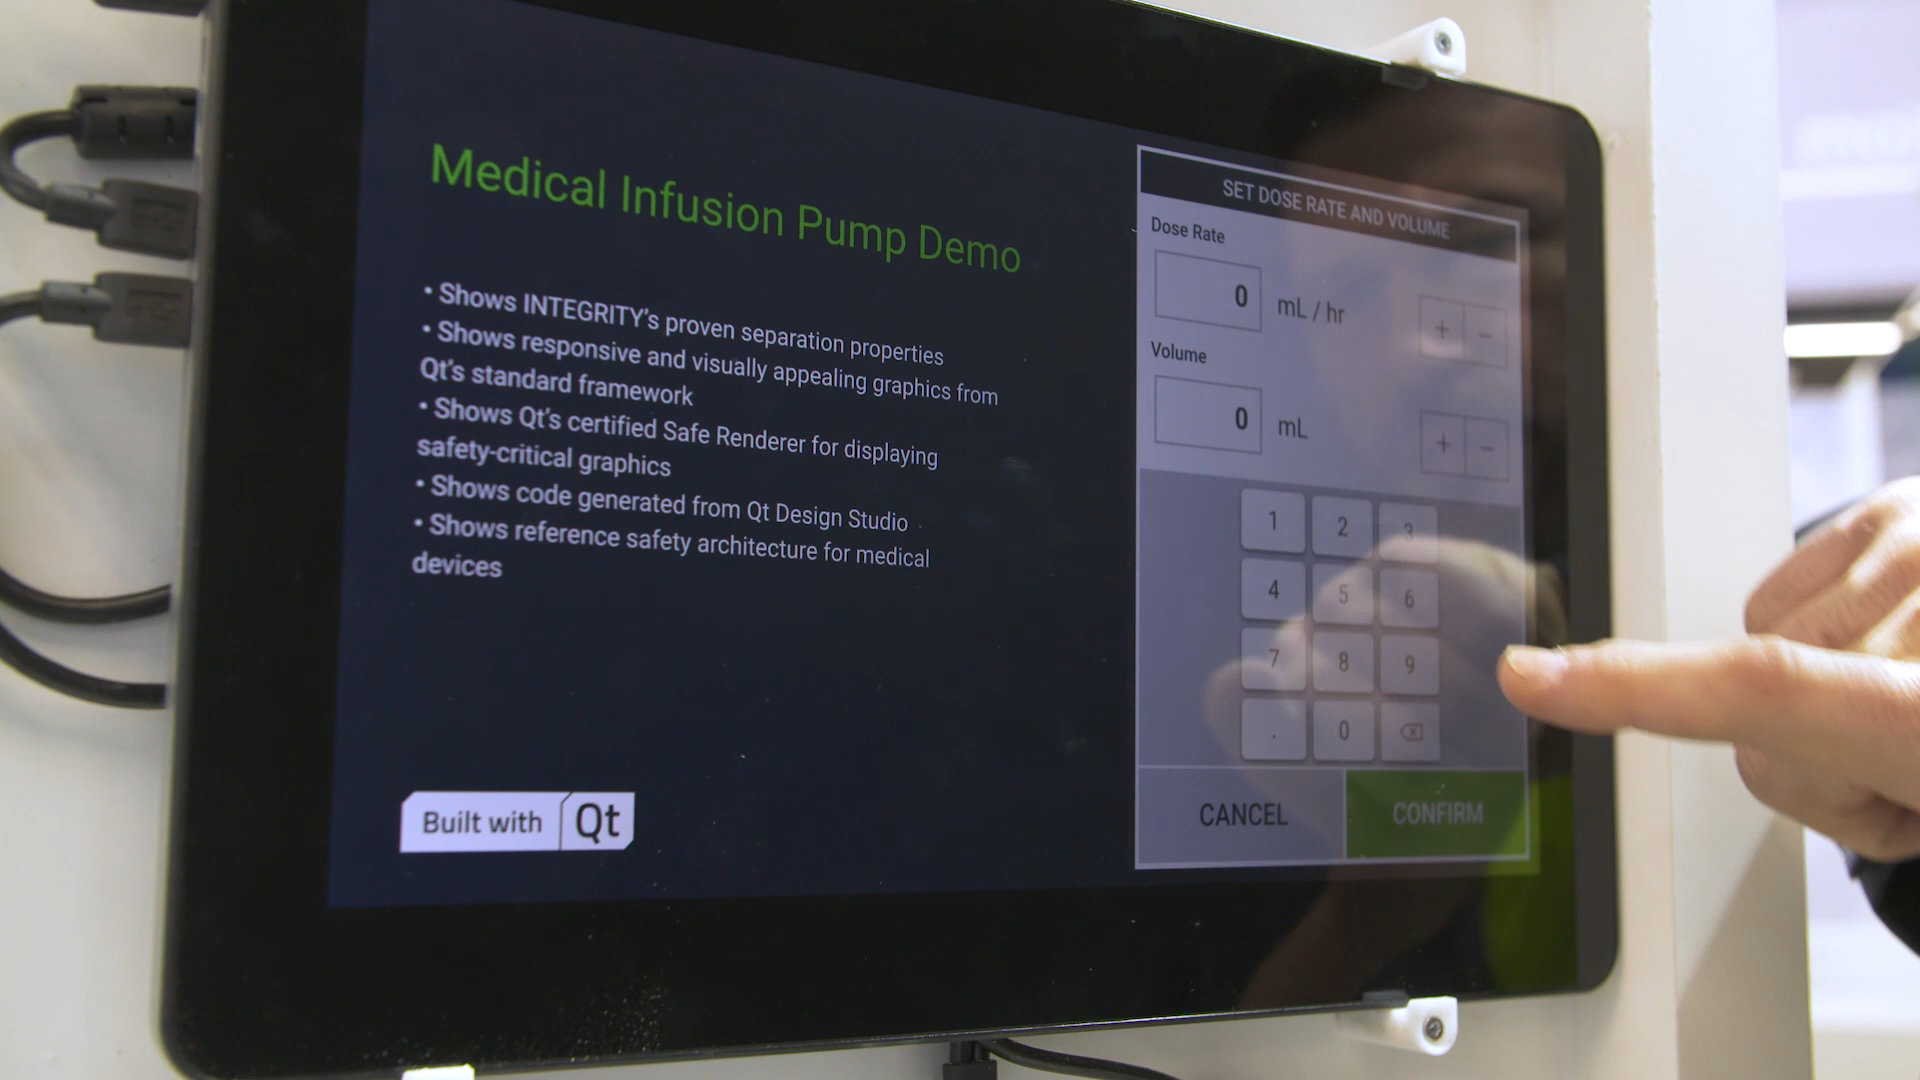 Medical Infusion Pump Demo
• Shows INTEGRITY's proven separation properties
• Shows responsive and visually appealing graphics from
Qt's standard framework
• Shows Qt's certified Safe Renderer for displaying
safety-critical graphics
• Shows code generated from Qt Design Studio
• Shows reference safety architecture for medical
devices
Built with Qt
SET DOSE RATE AND VOLUME
Dose Rate
0 mL / hr + −
Volume
0 mL + −
1 2 3
4 5 6
7 8 9
. 0
CANCEL CONFIRM